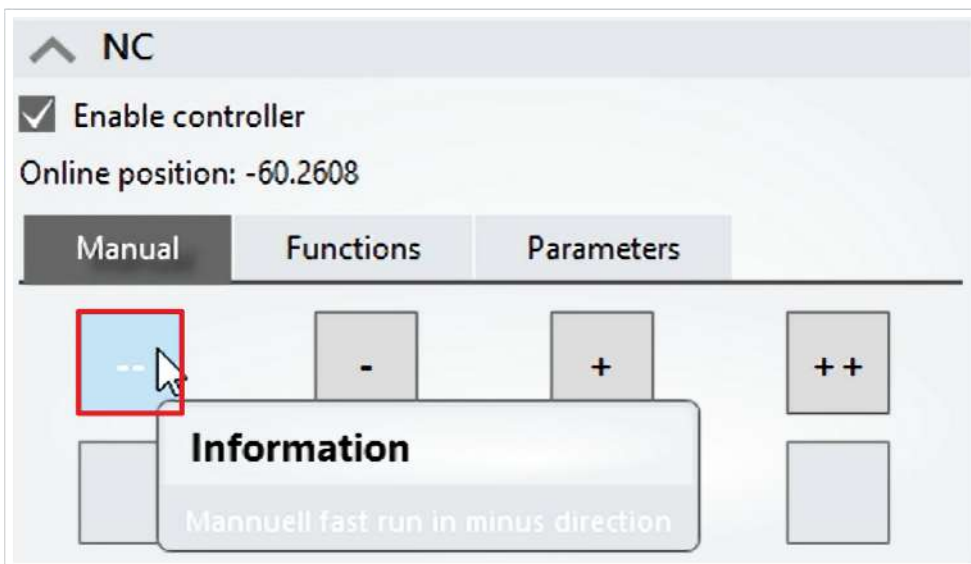 NC
Enable controller
Online position: -60.2608
Manual Functions Parameters
-- - + ++
Information
Mannuell fast run in minus direction